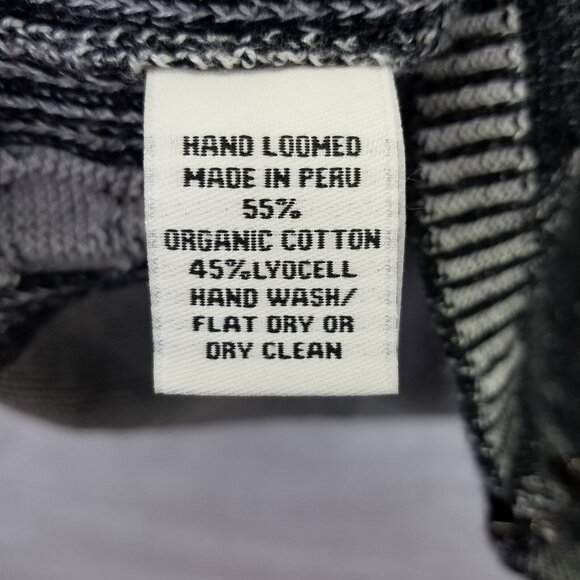 HAND LOOMED
MADE IN PERU
55%
ORGANIC COTTON
45%LYOCELL
HAND WASH/
FLAT DRY OR
DRY CLEAN